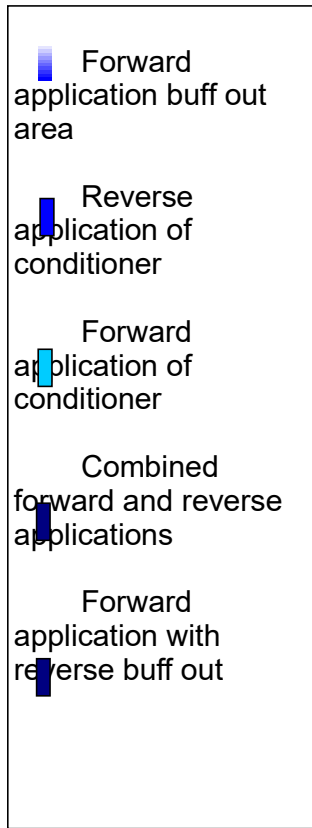 Forward
application buff out
area
Reverse
application of
conditioner
Forward
application of
conditioner
Combined
forward and reverse
applications
Forward
application with
reverse buff out